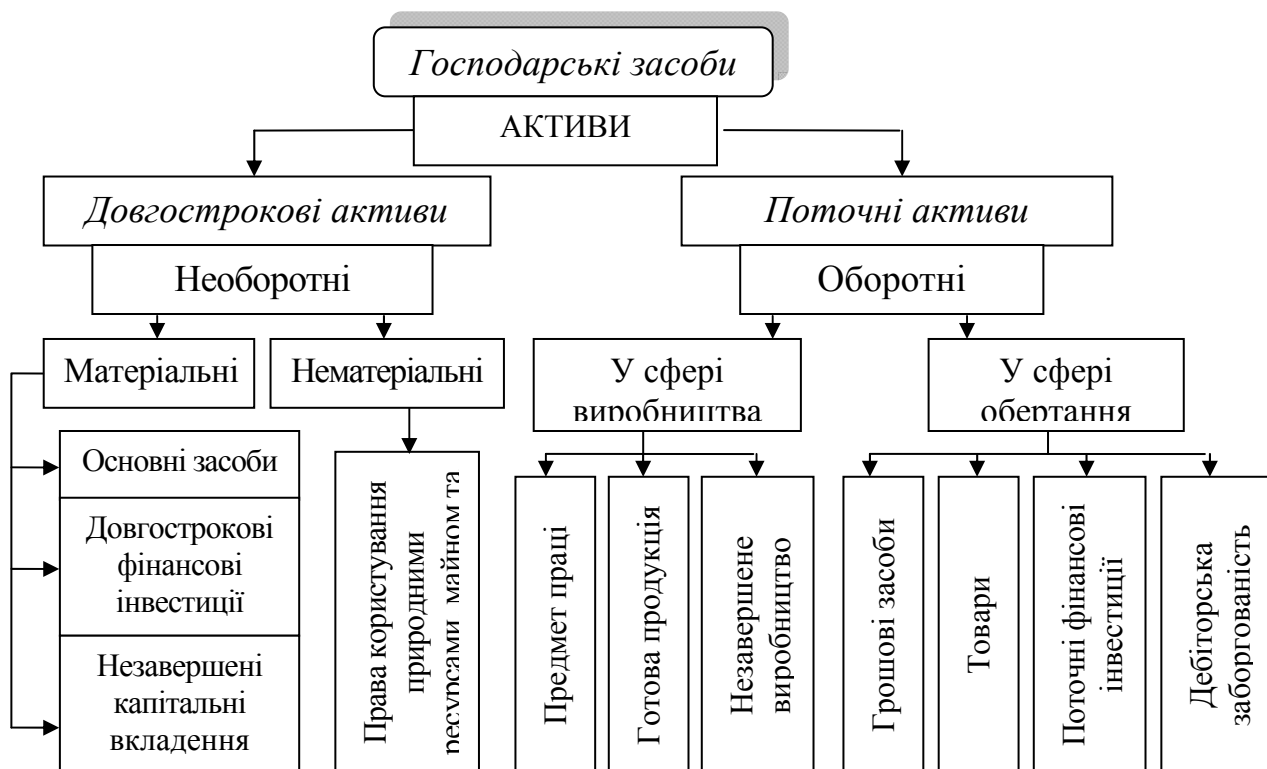 Господарські засоби
АКТИВИ
Довгострокові активи
Поточні активи
Необоротні
Оборотні
Матеріальні
Нематеріальні
У сфері
виробництва
У сфері
обертання
Основні засоби
Довгострокові
фінансові
інвестиції
Незавершені
капітальні
вкладення
Права користування
природними
ресурсами майном та
Предмет праці
Готова продукція
Незавершене
виробництво
Грошові засоби
Товари
Поточні фінансові
інвестиції
Дебіторська
заборгованість